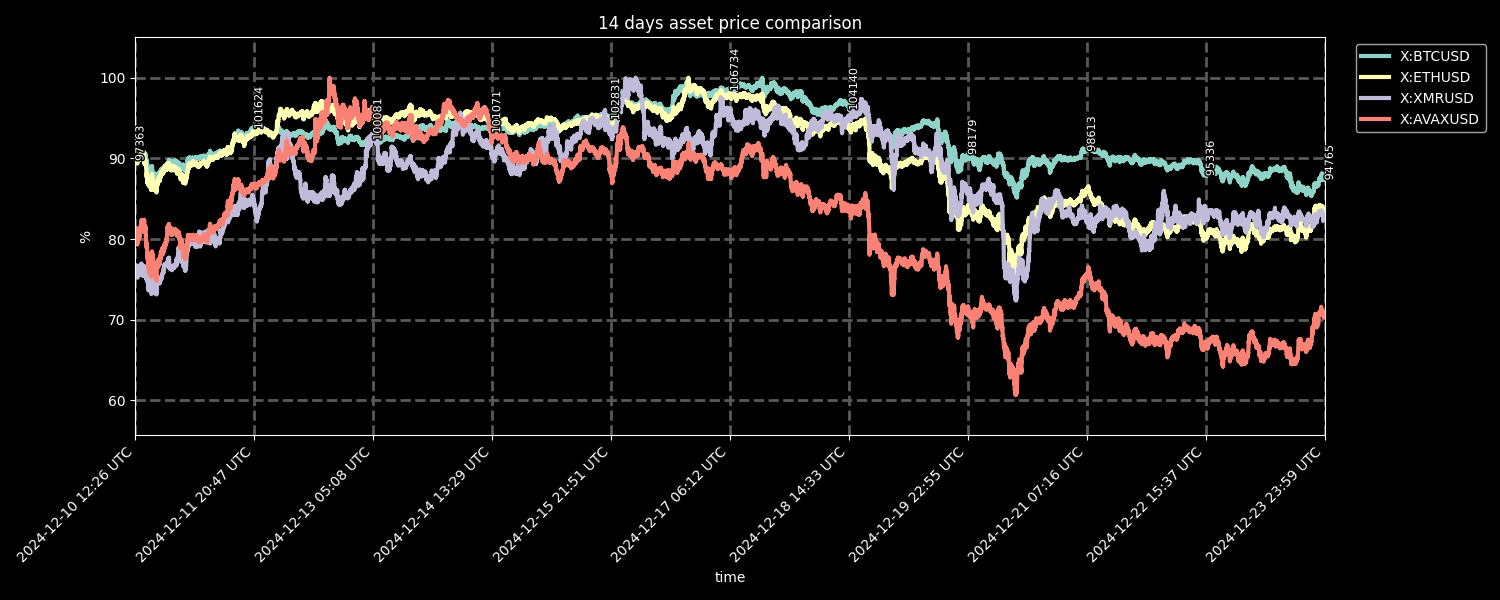 14 days asset price comparison
X:BTCUSD
X:ETHUSD
X:XMRUSD
X:AVAXUSD
%
100
90
80
70
60
97363
101624
100081
101071
102831
106734
104140
98179
98613
95336
94765
2024-12-10 12:26 UTC
2024-12-11 20:47 UTC
2024-12-13 05:08 UTC
2024-12-14 13:29 UTC
2024-12-15 21:51 UTC
2024-12-17 06:12 UTC
2024-12-18 14:33 UTC
2024-12-19 22:55 UTC
2024-12-21 07:16 UTC
2024-12-22 15:37 UTC
2024-12-23 23:59 UTC
time